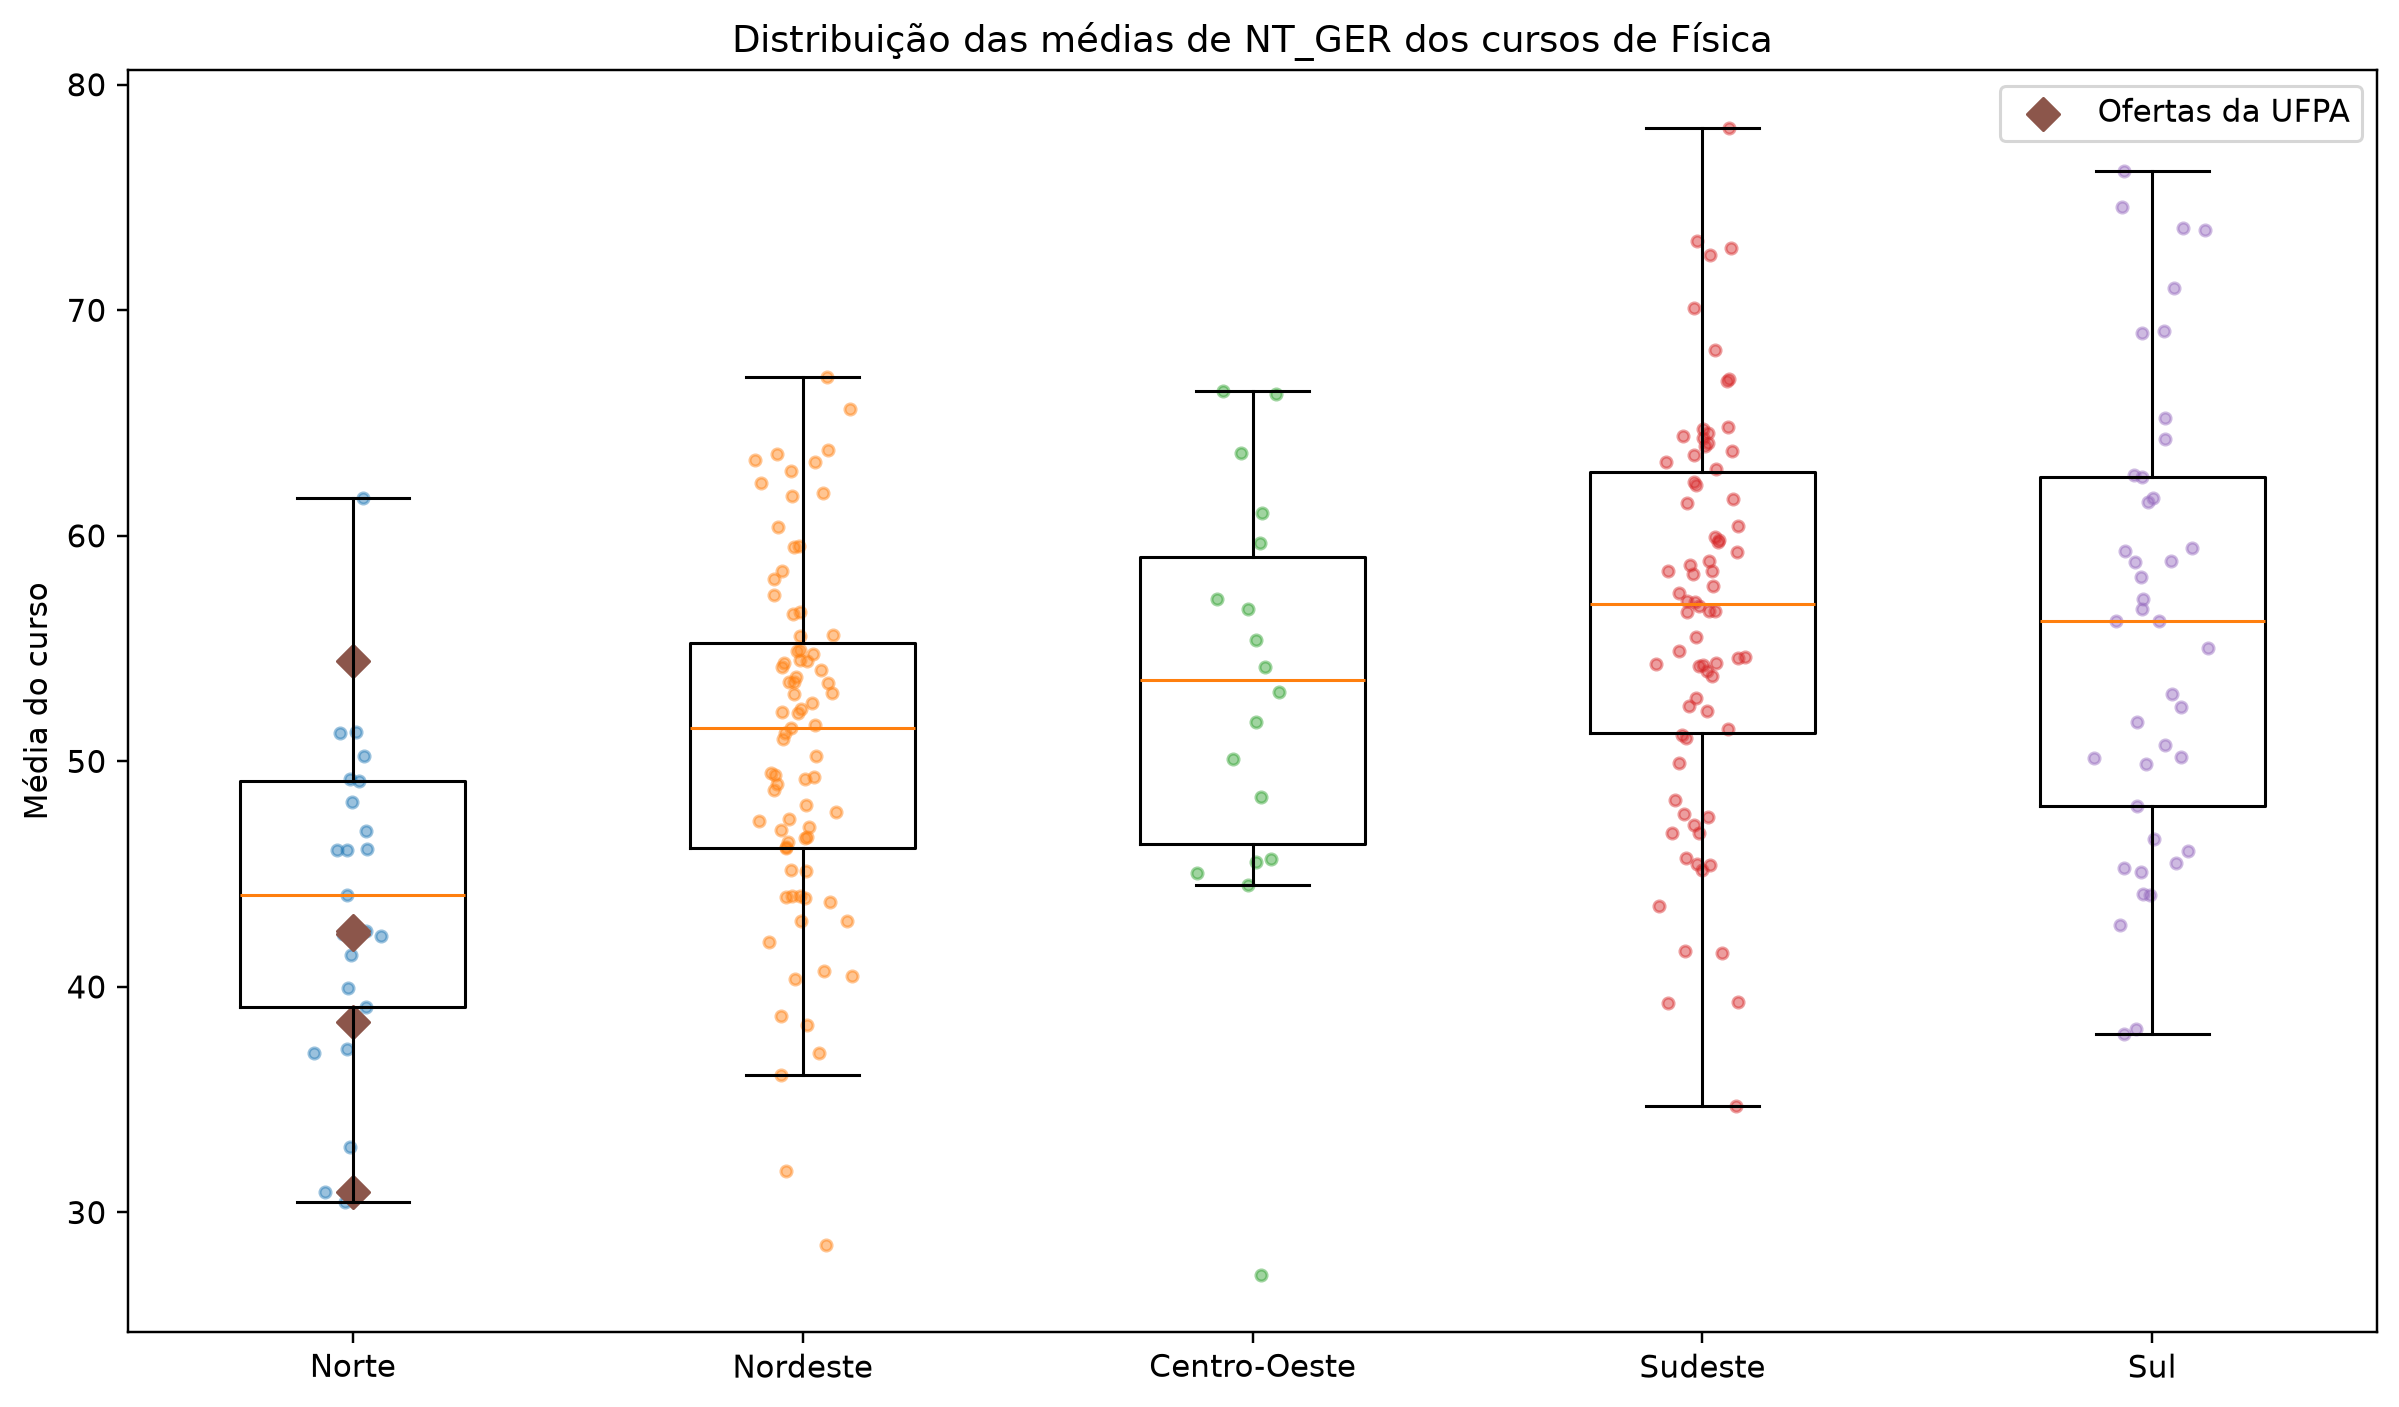 Distribuição das médias de NT_GER dos cursos de Física
Ofertas da UFPA
Média do curso
80
70
60
50
40
30
Norte
Nordeste
Centro-Oeste
Sudeste
Sul